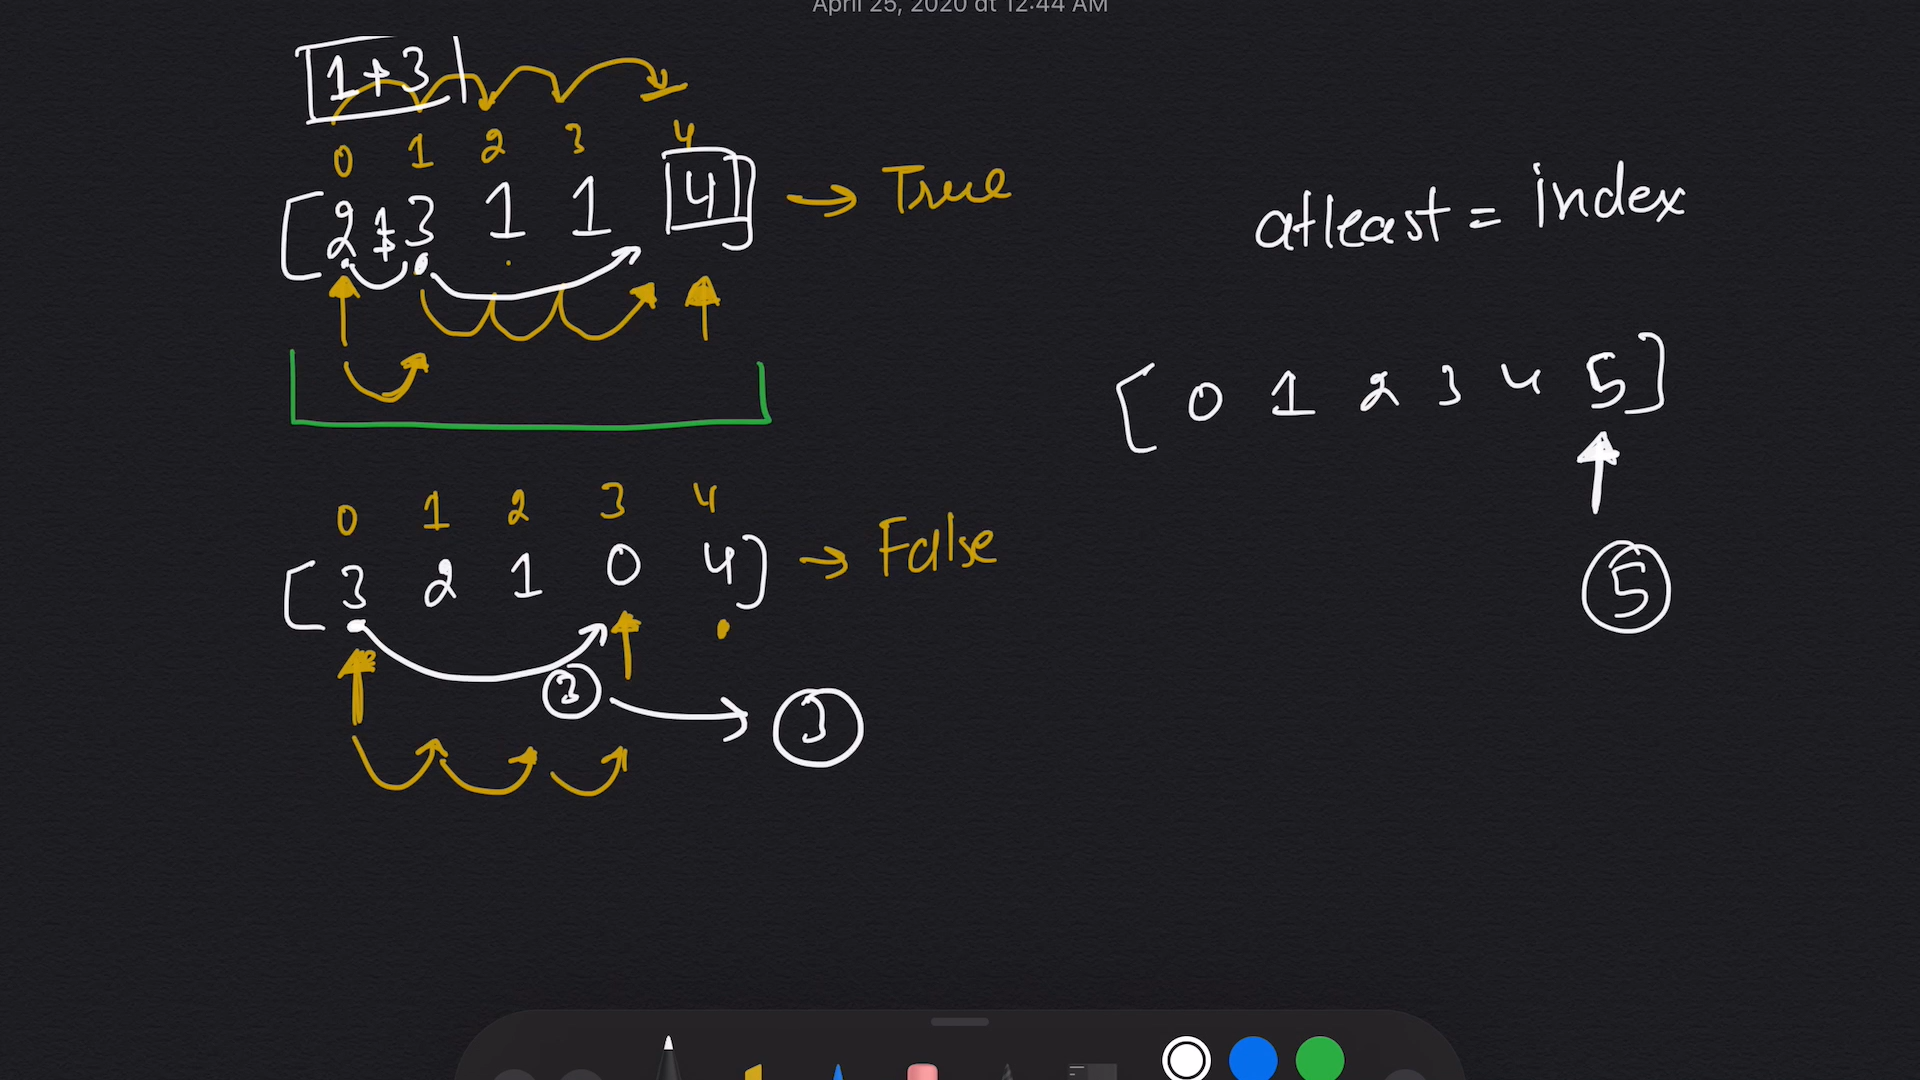 April 25, 2020 at 12:44 AM
1+3
0 1 2 3 4
[2 3 1 1 4] → True
atleast = index
[0 1 2 3 4 5]
5
0 1 2 3 4
[3 2 1 0 4] → False
3